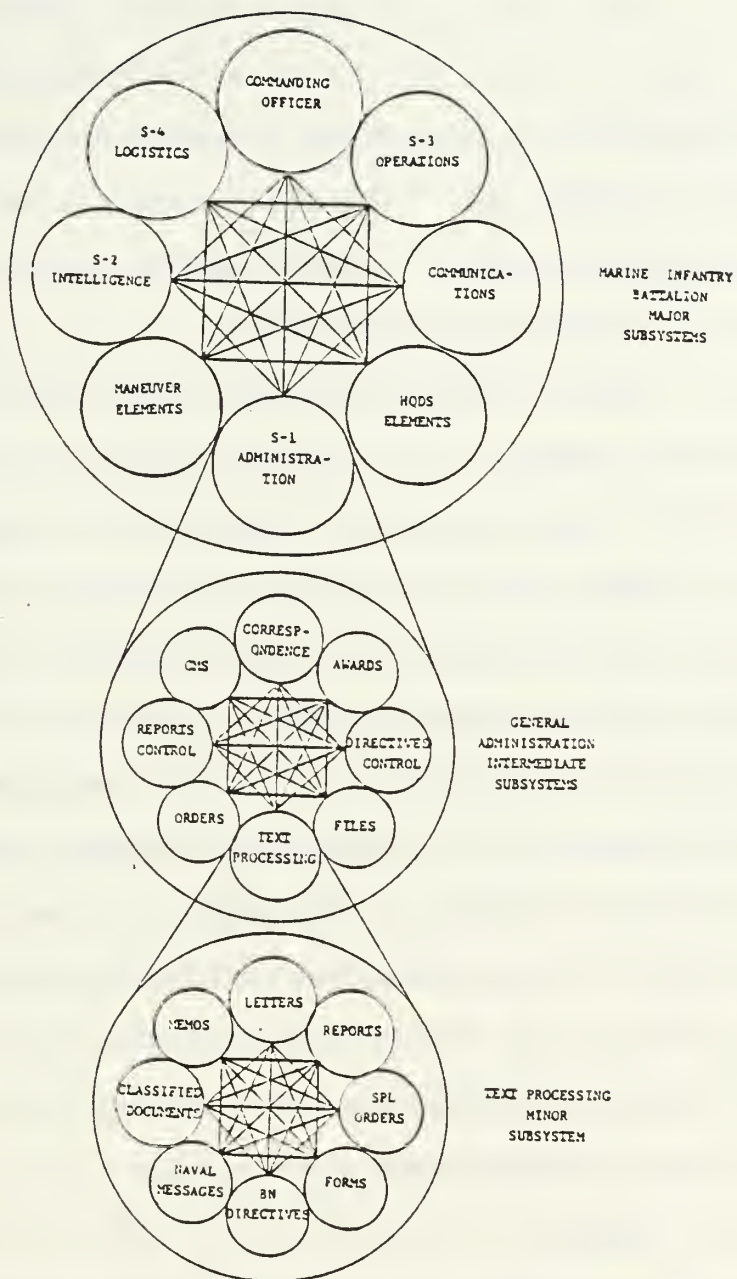 COMMANDING
OFFICER
S-4
LOGISTICS
S-3
OPERATIONS
S-2
INTELLIGENCE
COMMUNICA-
TIONS
MANEUVER
ELEMENTS
HQDS
ELEMENTS
S-1
ADMINISTRA-
TION
MARINE INFANTRY
BATTALION
MAJOR
SUBSYSTEMS
CORRESP-
ONDENCE
CMS
AWARDS
REPORTS
CONTROL
DIRECTIVES
CONTROL
ORDERS
FILES
TEXT
PROCESSING
GENERAL
ADMINISTRATION
INTERMEDIATE
SUBSYSTEMS
LETTERS
MEMOS
REPORTS
CLASSIFIED
DOCUMENTS
SPL
ORDERS
NAVAL
MESSAGES
FORMS
BN
DIRECTIVES
TEXT PROCESSING
MINOR
SUBSYSTEM